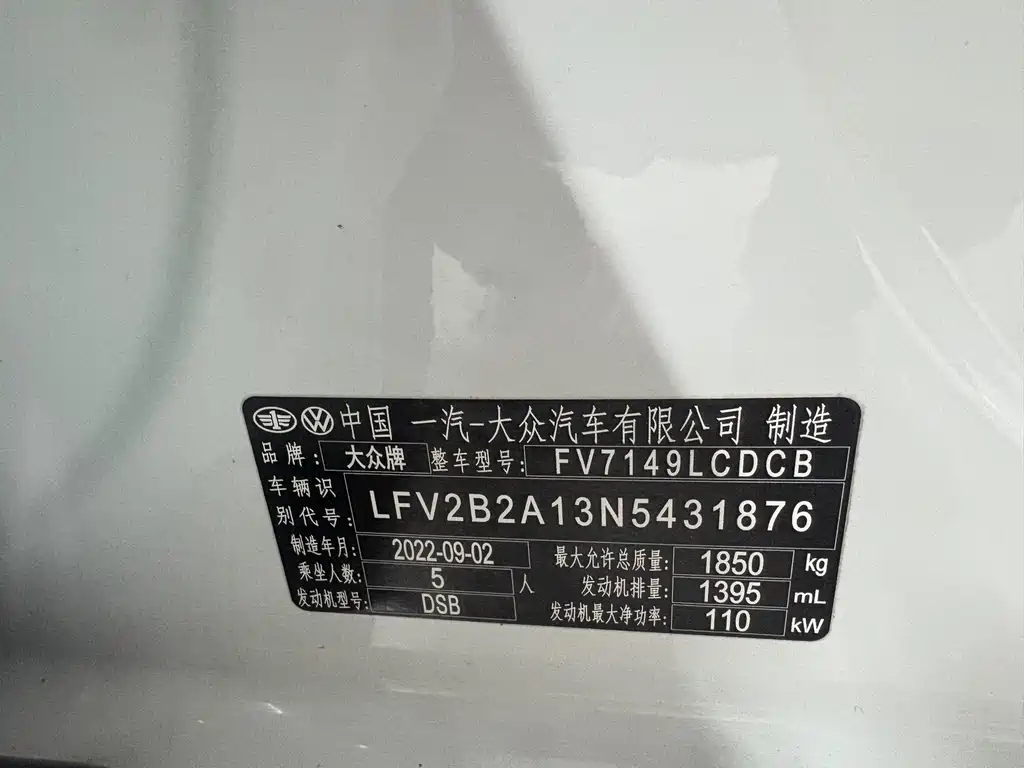 中国 一汽-大众汽车有限公司 制造
品牌: 大众牌 整车型号: FV7149LCDCB
车辆识别代号: LFV2B2A13N5431876
制造年月: 2022-09-02 最大允许总质量: 1850 kg
乘坐人数: 5 人 发动机排量: 1395 mL
发动机型号: DSB 发动机最大净功率: 110 kW